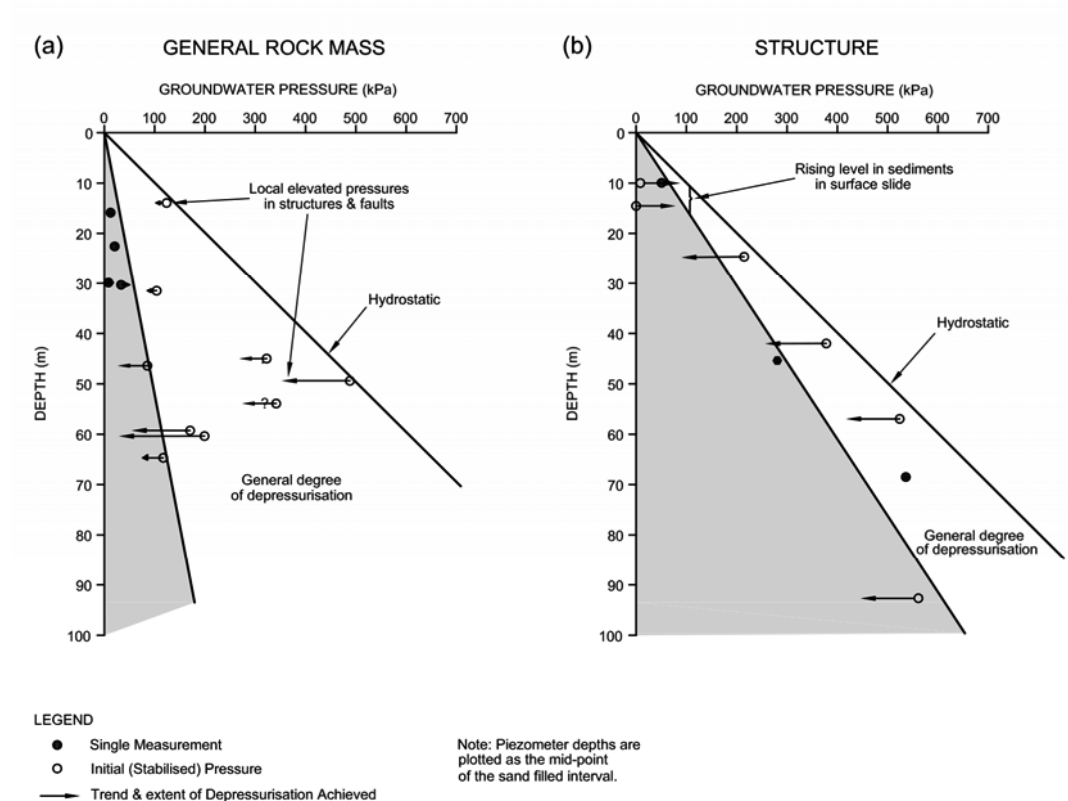 (a) GENERAL ROCK MASS
GROUNDWATER PRESSURE (kPa)
0 100 200 300 400 500 600 700
0
10
20
30
40
50
60
70
80
90
100
DEPTH (m)
Local elevated pressures
in structures & faults
Hydrostatic
?
General degree
of depressurisation
(b) STRUCTURE
GROUNDWATER PRESSURE (kPa)
0 100 200 300 400 500 600 700
0
10
20
30
40
50
60
70
80
90
100
DEPTH (m)
Rising level in sediments
in surface slide
Hydrostatic
General degree
of depressurisation
LEGEND
Single Measurement
Initial (Stabilised) Pressure
Trend & extent of Depressurisation Achieved
Note: Piezometer depths are
plotted as the mid-point
of the sand filled interval.